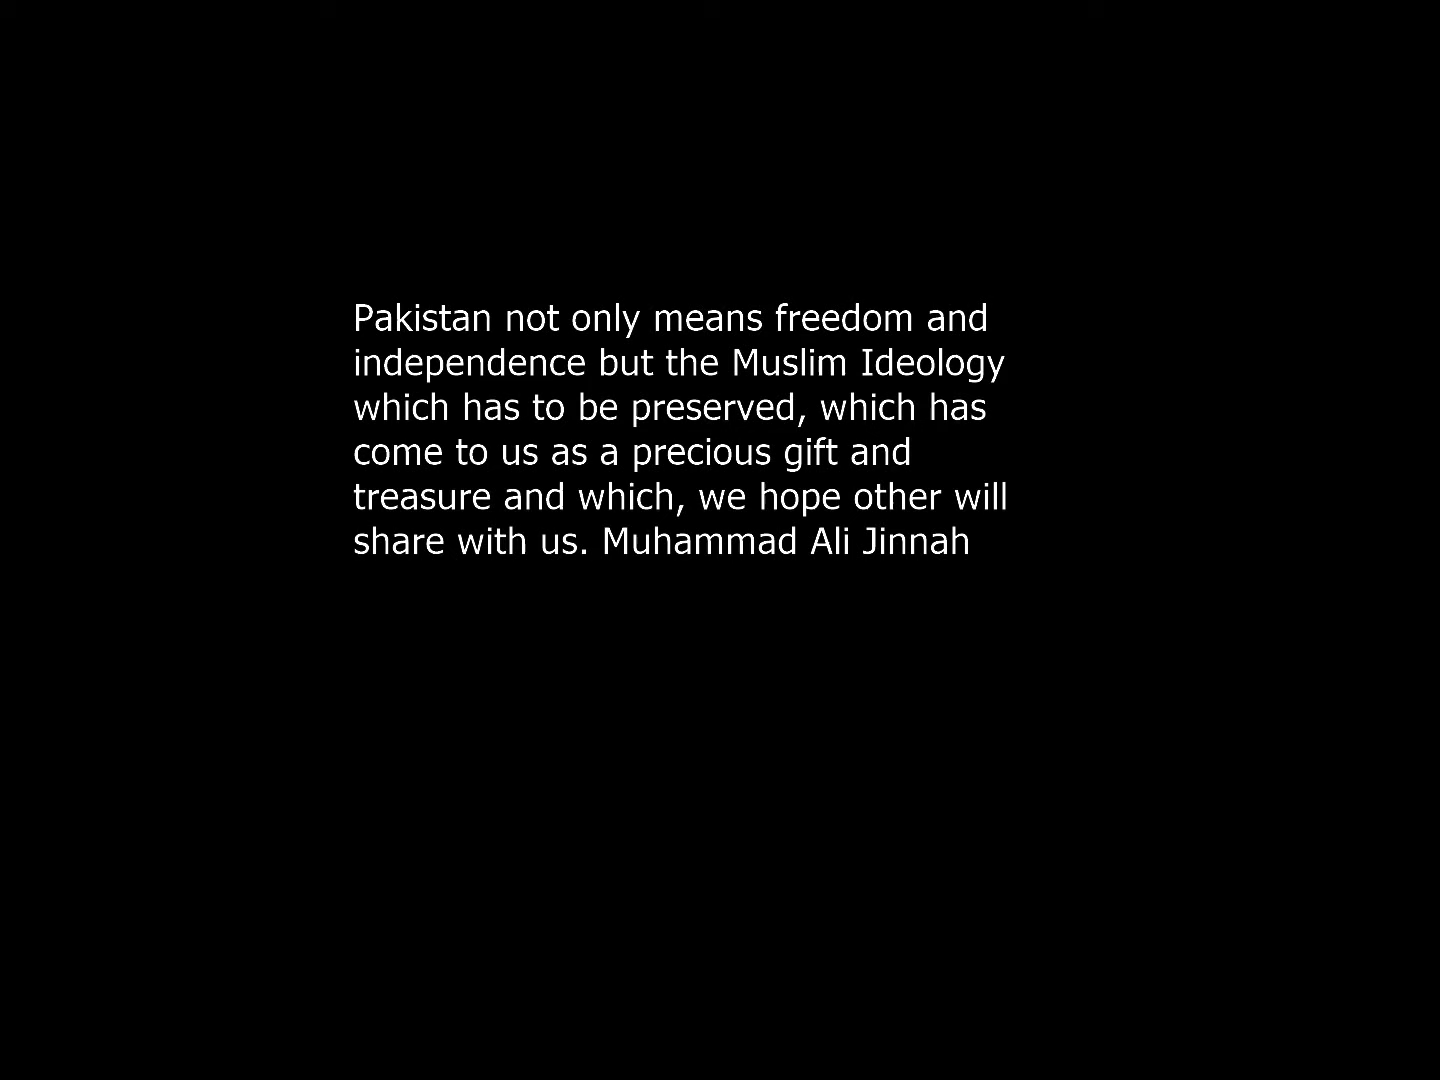 Pakistan not only means freedom and
independence but the Muslim Ideology
which has to be preserved, which has
come to us as a precious gift and
treasure and which, we hope other will
share with us. Muhammad Ali Jinnah